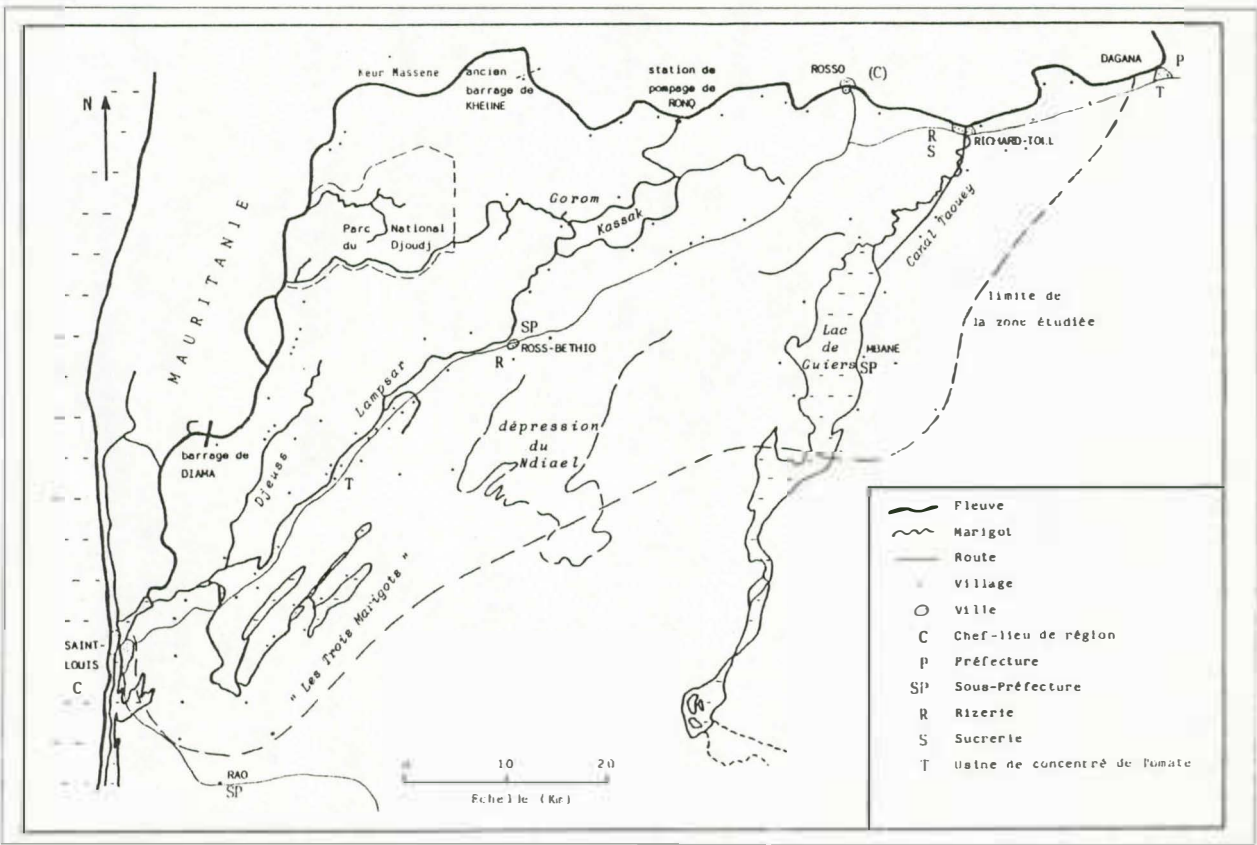 N
MAURITANIE
Keur Massene
ancien
barrage de
KHEUNE
station de
pompage de
RONQ
ROSSO
(C)
DAGANA
P
T
R
S
RICHARD-TOLL
Parc
du
National
Djoudj
Gorom
Kassak
Canal Taouey
limite de
la zone étudiée
Lac
de
Guiers
MBANE
SP
SP
ROSS-BETHIO
R
Lampsar
dépression
du
Ndiael
C
barrage de
DIAMA
Djeuss
T
" Les Trois Marigots "
SAINT-
LOUIS
C
RAO
SP
0 10 20
Echelle (Km)
Fleuve
Marigot
Route
Village
Ville
C Chef-lieu de région
P Préfecture
SP Sous-Préfecture
R Rizerie
S Sucrerie
T Usine de concentré de Tomate